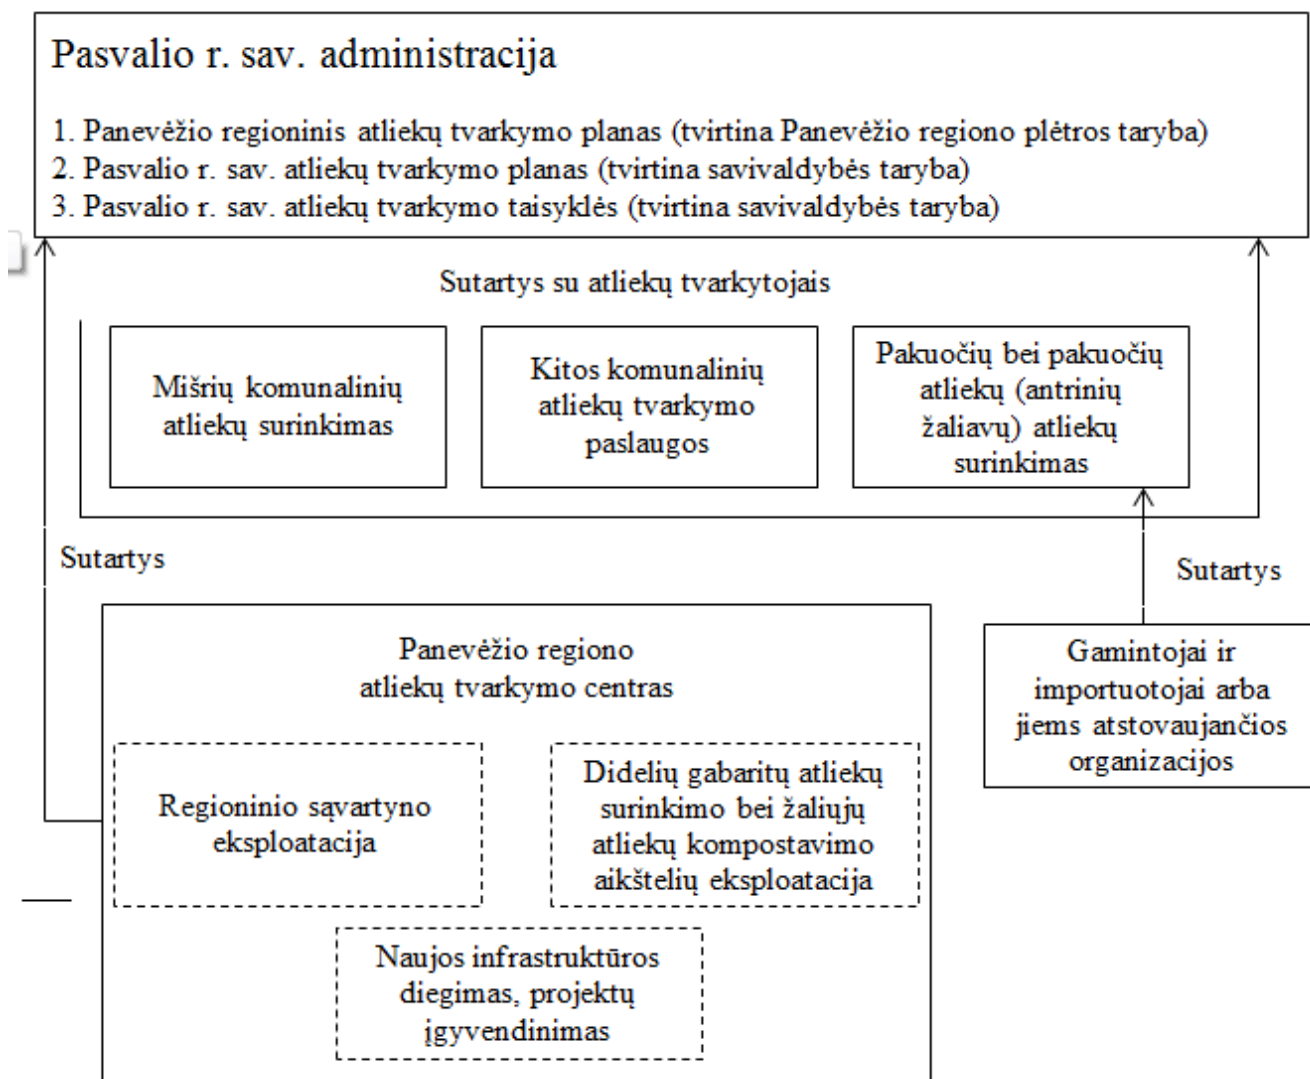 Pasvalio r. sav. administracija
1. Panevėžio regioninis atliekų tvarkymo planas (tvirtina Panevėžio regiono plėtros taryba)
2. Pasvalio r. sav. atliekų tvarkymo planas (tvirtina savivaldybės taryba)
3. Pasvalio r. sav. atliekų tvarkymo taisyklės (tvirtina savivaldybės taryba)
Sutartys su atliekų tvarkytojais
Mišrių komunalinių
atliekų surinkimas
Kitos komunalinių
atliekų tvarkymo
paslaugos
Pakuočių bei pakuočių
atliekų (antrinių
žaliavų) atliekų
surinkimas
Sutartys
Sutartys
Panevėžio regiono
atliekų tvarkymo centras
Gamintojai ir
importuotojai arba
jiems atstovaujančios
organizacijos
Regioninio sąvartyno
eksploatacija
Didelių gabaritų atliekų
surinkimo bei žaliųjų
atliekų kompostavimo
aikštelių eksploatacija
Naujos infrastruktūros
diegimas, projektų
įgyvendinimas